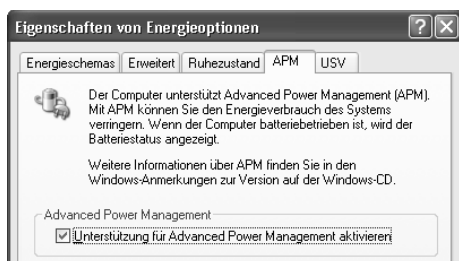 Eigenschaften von Energieoptionen
Energieschemas Erweitert Ruhezustand APM USV
Der Computer unterstützt Advanced Power Management (APM).
Mit APM können Sie den Energieverbrauch des Systems
verringern. Wenn der Computer batteriebetrieben ist, wird der
Batteriestatus angezeigt.
Weitere Informationen über APM finden Sie in den
Windows-Anmerkungen zur Version auf der Windows-CD.
Advanced Power Management
Unterstützung für Advanced Power Management aktivieren